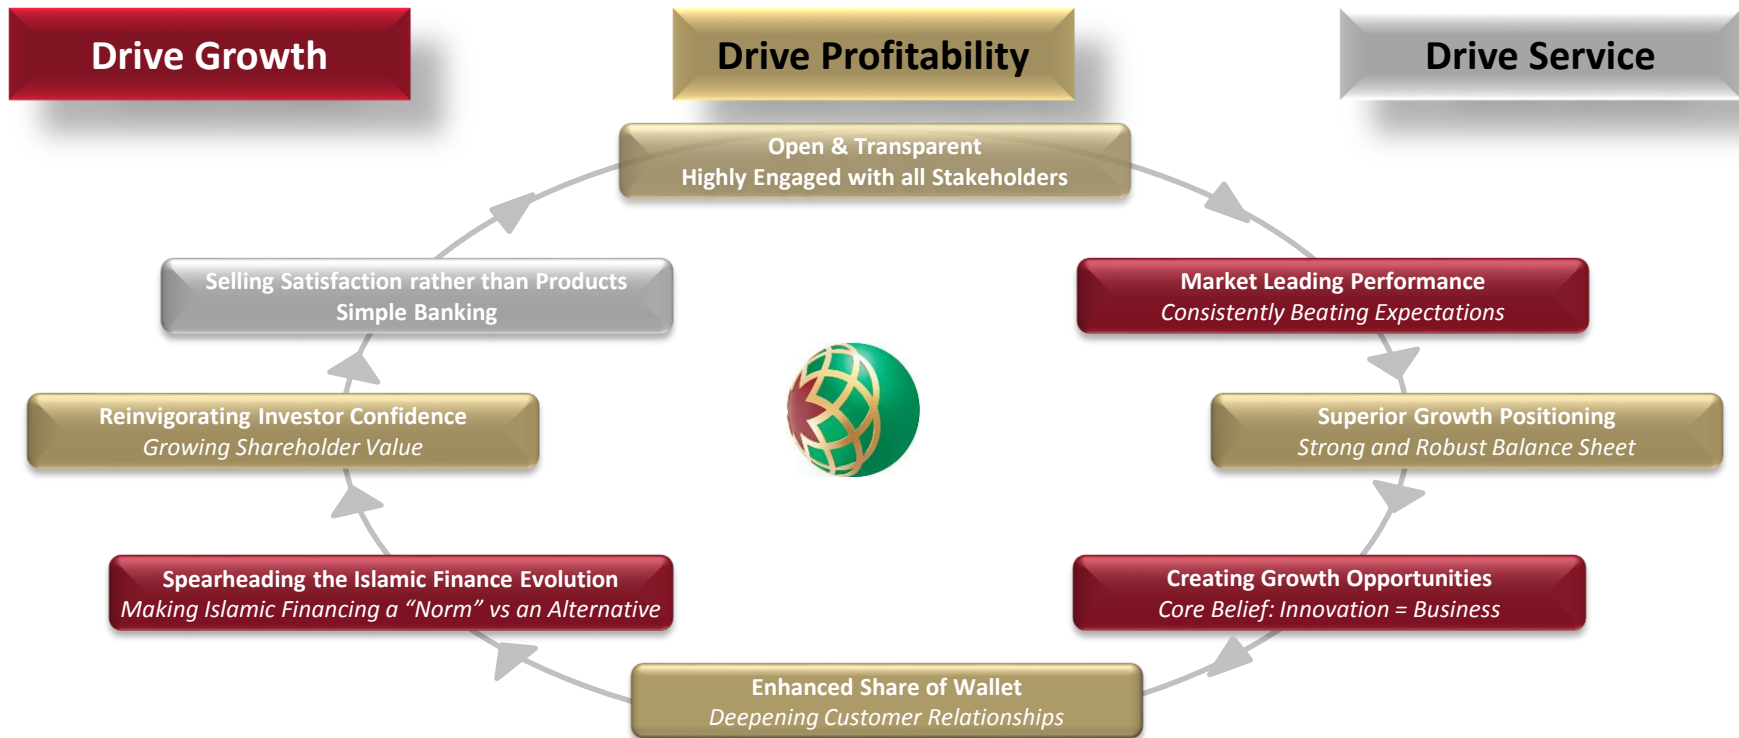 Drive Growth
Drive Profitability
Drive Service
Open & Transparent
Highly Engaged with all Stakeholders
Selling Satisfaction rather than Products
Simple Banking
Market Leading Performance
Consistently Beating Expectations
Reinvigorating Investor Confidence
Growing Shareholder Value
Superior Growth Positioning
Strong and Robust Balance Sheet
Spearheading the Islamic Finance Evolution
Making Islamic Financing a “Norm” vs an Alternative
Creating Growth Opportunities
Core Belief: Innovation = Business
Enhanced Share of Wallet
Deepening Customer Relationships